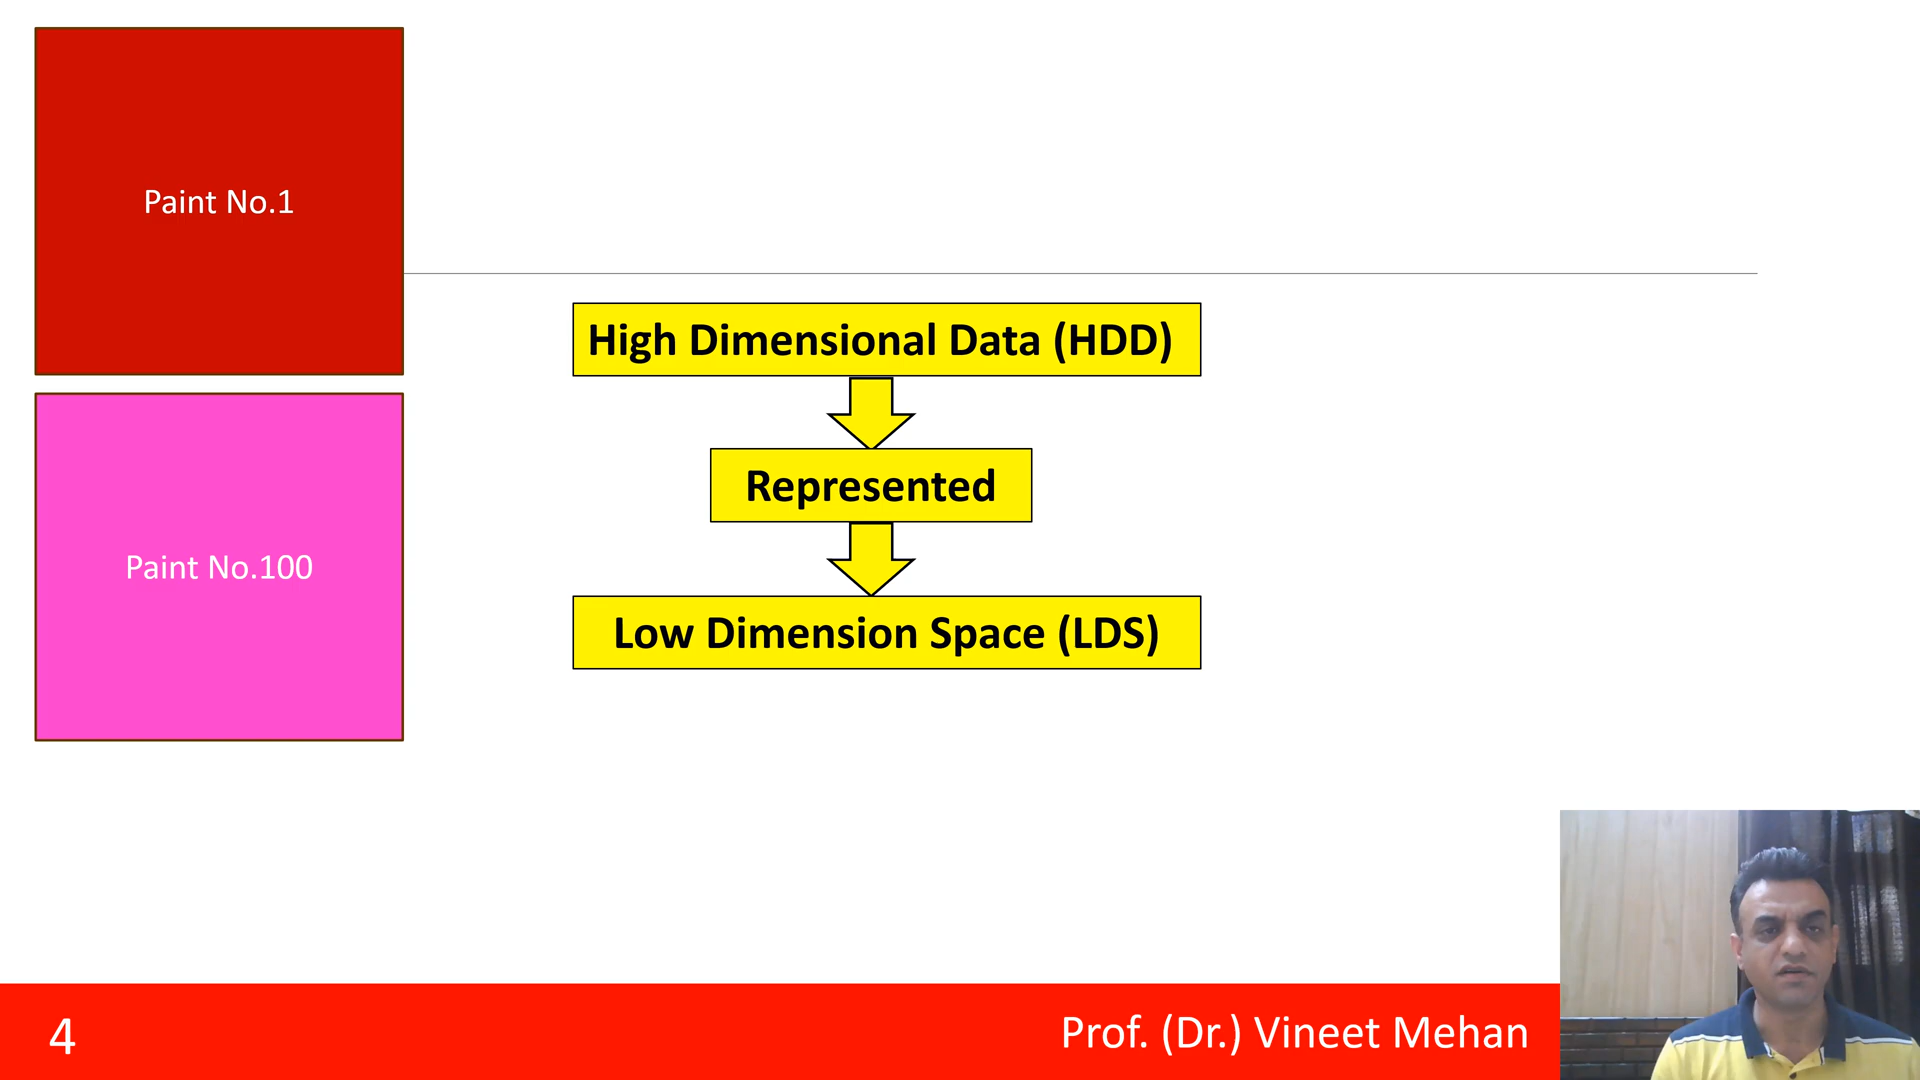 Paint No.1
High Dimensional Data (HDD)
Represented
Paint No.100
Low Dimension Space (LDS)
4
Prof. (Dr.) Vineet Mehan